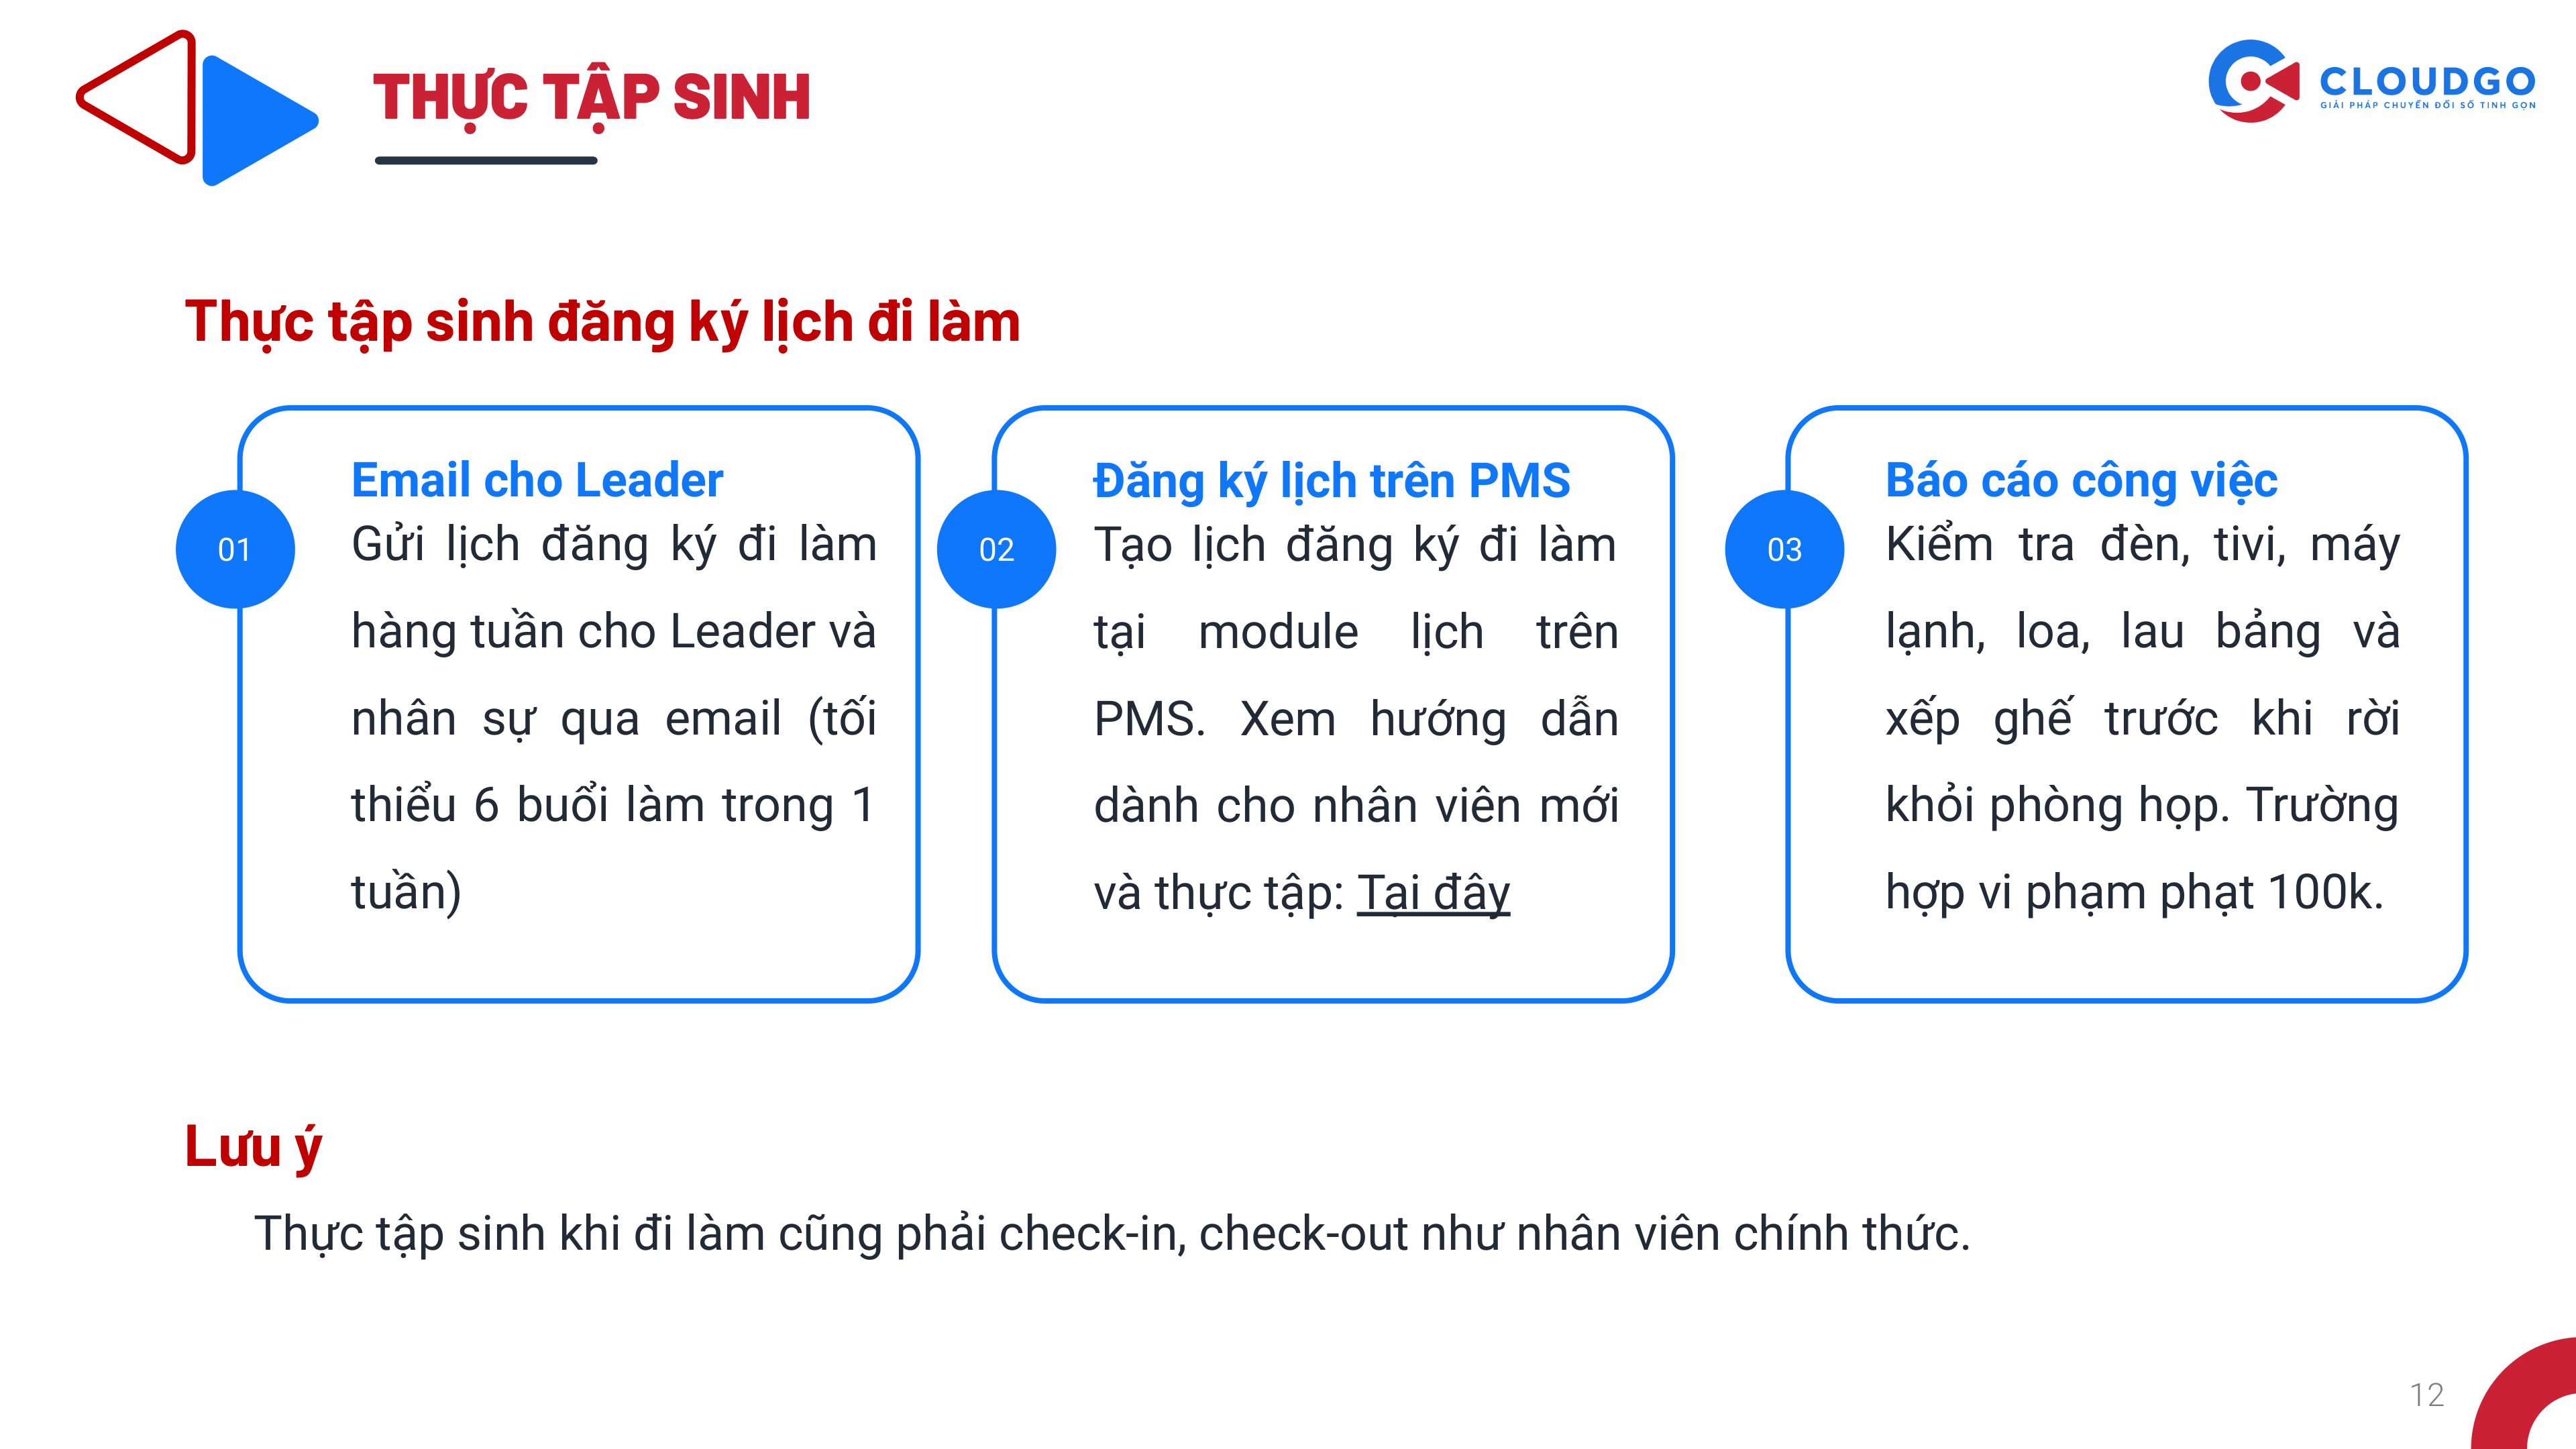 THỰC TẬP SINH
CLOUDGO
GIẢI PHÁP CHUYỂN ĐỔI SỐ TINH GỌN
Thực tập sinh đăng ký lịch đi làm
01
Email cho Leader
Gửi lịch đăng ký đi làm
hàng tuần cho Leader và
nhân sự qua email (tối
thiểu 6 buổi làm trong 1
tuần)
02
Đăng ký lịch trên PMS
Tạo lịch đăng ký đi làm
tại module lịch trên
PMS. Xem hướng dẫn
dành cho nhân viên mới
và thực tập: Tại đây
03
Báo cáo công việc
Kiểm tra đèn, tivi, máy
lạnh, loa, lau bảng và
xếp ghế trước khi rời
khỏi phòng họp. Trường
hợp vi phạm phạt 100k.
Lưu ý
Thực tập sinh khi đi làm cũng phải check-in, check-out như nhân viên chính thức.
12